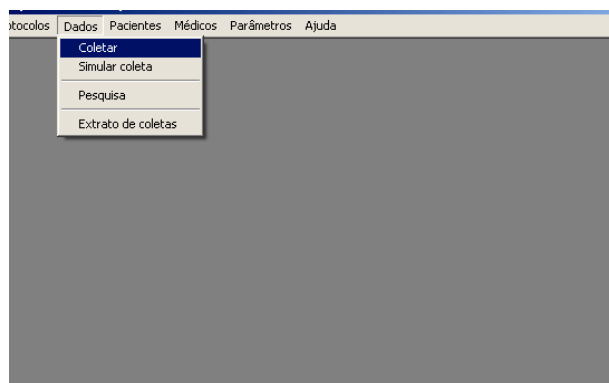 otocolos Dados Pacientes Médicos Parâmetros Ajuda
Coletar
Simular coleta
Pesquisa
Extrato de coletas